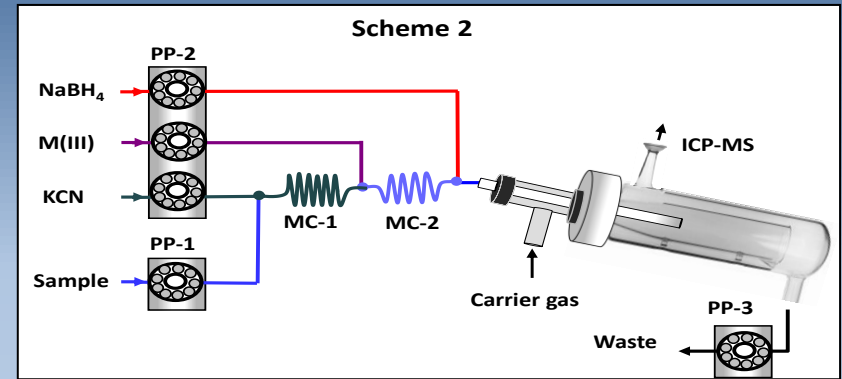 Scheme 2
PP-2
NaBH₄
M(III)
KCN
MC-1
MC-2
PP-1
Sample
ICP-MS
Carrier gas
PP-3
Waste